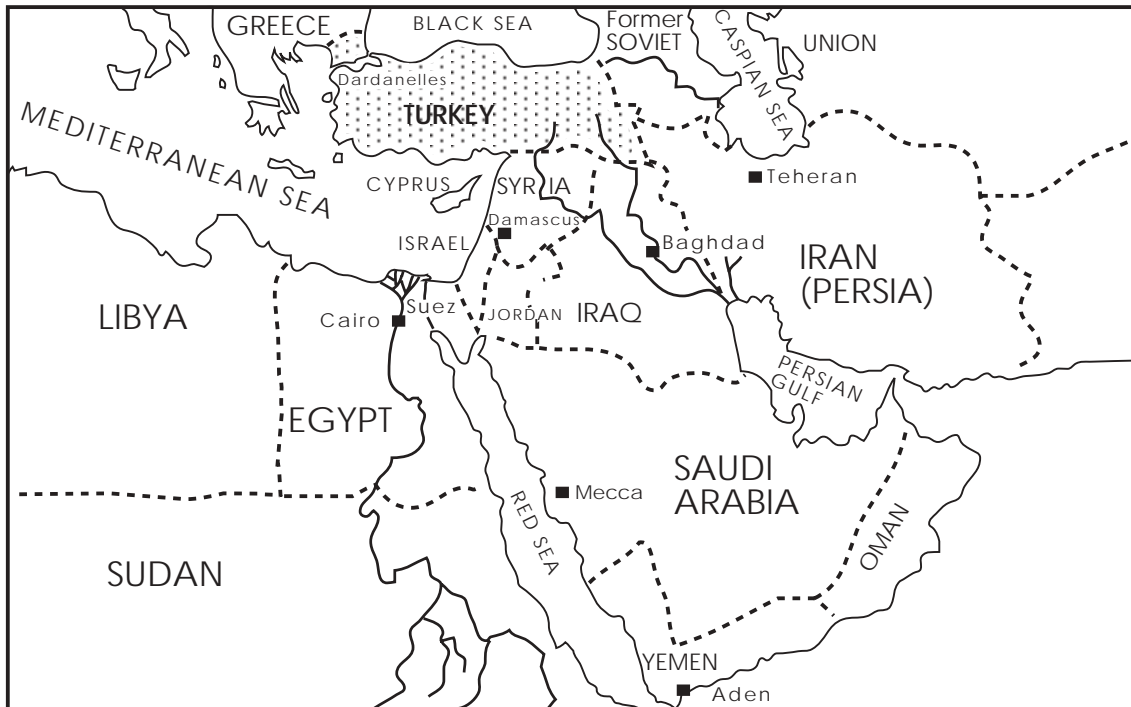 GREECE
BLACK SEA
Former
SOVIET
UNION
CASPIAN SEA
Dardanelles
TURKEY
MEDITERRANEAN SEA
CYPRUS
SYRIA
Teheran
Damascus
ISRAEL
Baghdad
IRAN
(PERSIA)
LIBYA
Suez
Cairo
JORDAN
IRAQ
PERSIAN
GULF
EGYPT
SAUDI
ARABIA
Mecca
RED SEA
OMAN
SUDAN
YEMEN
Aden